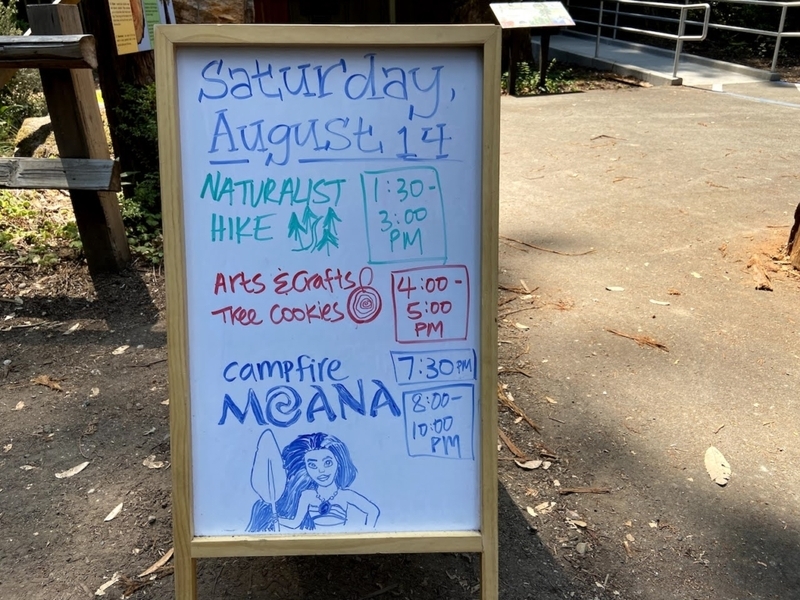 Saturday,
August 14
NATURALIST
HIKE
1:30-
3:00
PM
Arts & Crafts
Tree Cookies
4:00-
5:00
PM
campfire
7:30 PM
MOANA
8:00-
10:00
PM